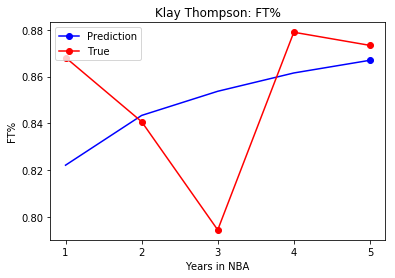 Klay Thompson: FT%
Prediction
True
FT%
0.88
0.86
0.84
0.82
0.80
1
2
3
4
5
Years in NBA